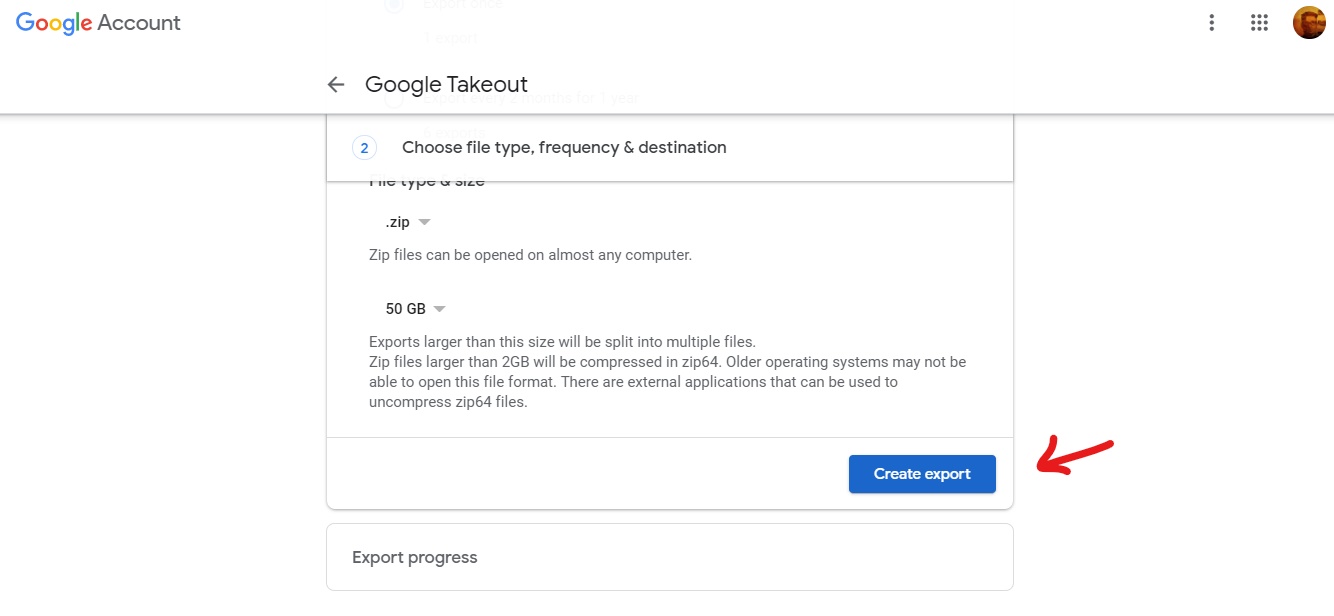 Export once
Google Account
1 export
Google Takeout
Export every 2 months for 1 year
6 exports
2 Choose file type, frequency & destination
File type & size
.zip
Zip files can be opened on almost any computer.
50 GB
Exports larger than this size will be split into multiple files.
Zip files larger than 2GB will be compressed in zip64. Older operating systems may not be
able to open this file format. There are external applications that can be used to
uncompress zip64 files.
Create export
Export progress